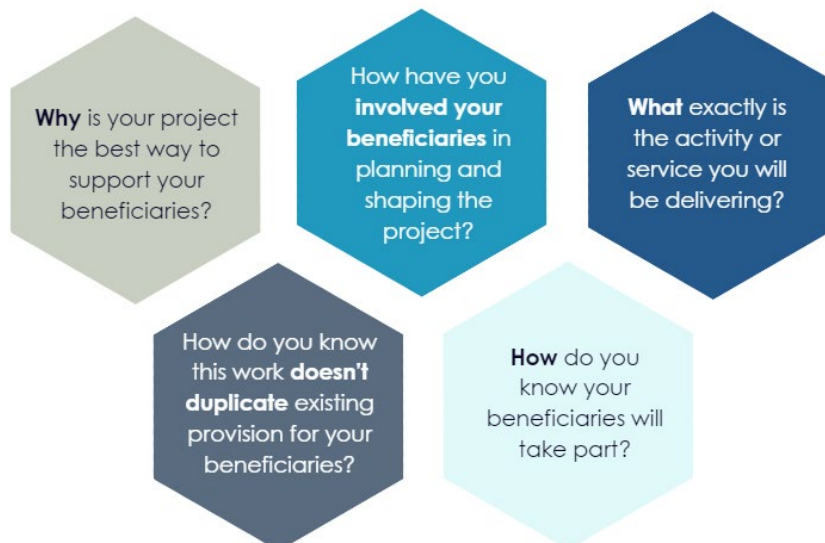 Why is your project
the best way to
support your
beneficiaries?
How have you
involved your
beneficiaries in
planning and
shaping the
project?
What exactly is
the activity or
service you will
be delivering?
How do you know
this work doesn't
duplicate existing
provision for your
beneficiaries?
How do you
know your
beneficiaries will
take part?